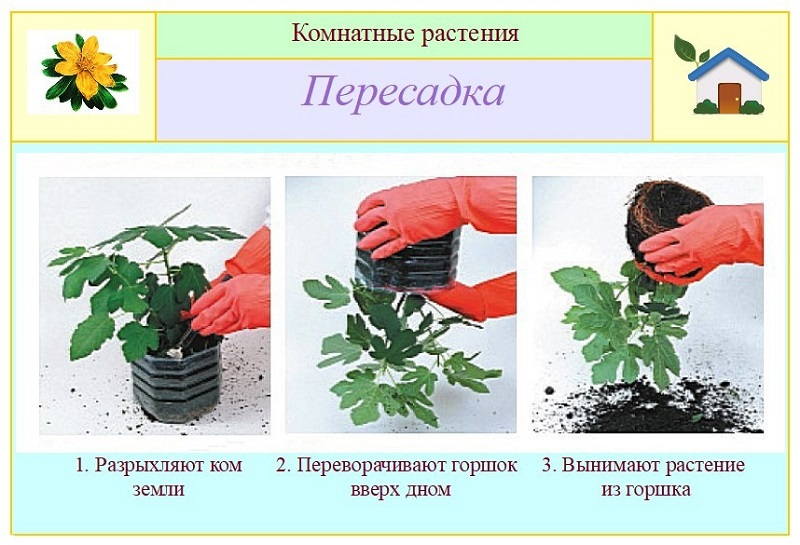 Комнатные растения
Пересадка
1. Разрыхляют ком
земли
2. Переворачивают горшок
вверх дном
3. Вынимают растение
из горшка